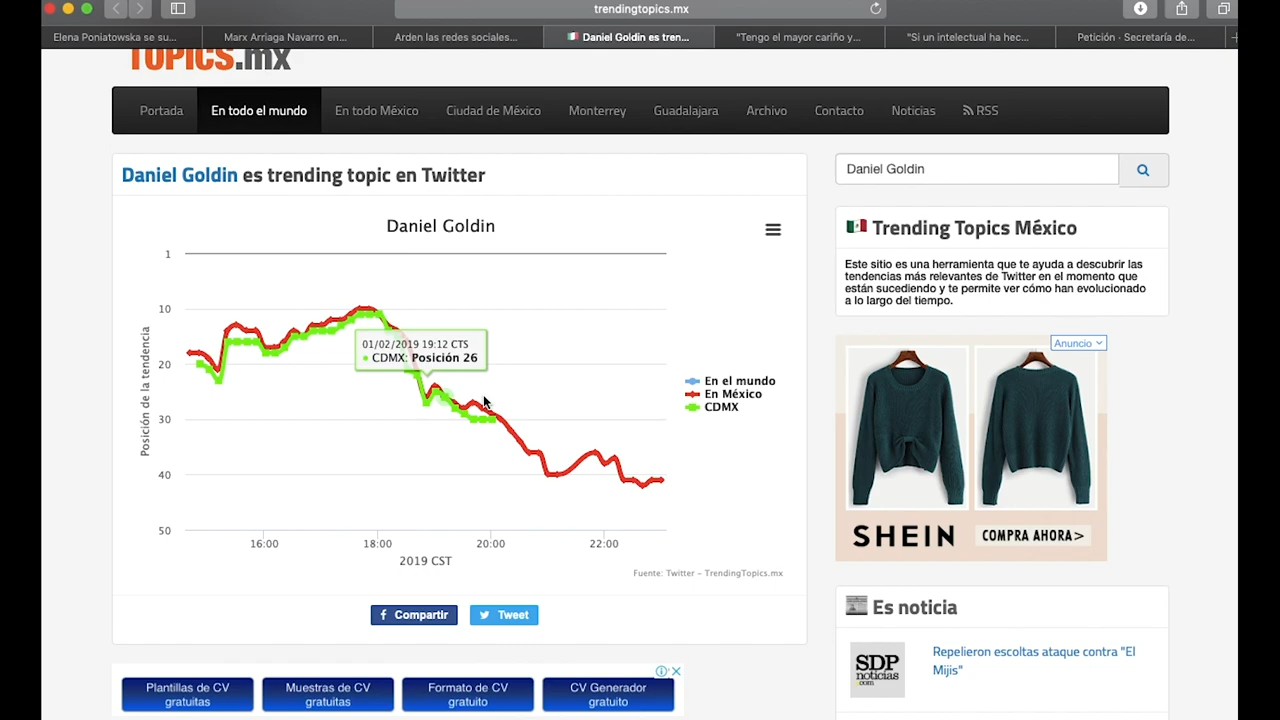 trendingtopics.mx
Elena Poniatowska se su...
Marx Arriaga Navarro en...
Arden las redes sociales...
Daniel Goldin es tren...
"Tengo el mayor cariño y...
"Si un intelectual ha hec...
Petición · Secretaría de...
TOPICS.mx
Portada
En todo el mundo
En todo México
Ciudad de México
Monterrey
Guadalajara
Archivo
Contacto
Noticias
RSS
Daniel Goldin es trending topic en Twitter
Daniel Goldin
1
10
20
30
40
50
Posición de la tendencia
01/02/2019 19:12 CTS
CDMX: Posición 26
En el mundo
En México
CDMX
16:00
18:00
20:00
22:00
2019 CST
Fuente: Twitter - TrendingTopics.mx
Compartir
Tweet
Plantillas de CV
gratuitas
Muestras de CV
gratuitas
Formato de CV
gratuito
CV Generador
gratuito
Daniel Goldin
Trending Topics México
Este sitio es una herramienta que te ayuda a descubrir las
tendencias más relevantes de Twitter en el momento que
están sucediendo y te permite ver cómo han evolucionado
a lo largo del tiempo.
Anuncio
SHEIN
COMPRA AHORA>
Es noticia
SDP
noticias
.com
Repelieron escoltas ataque contra "El
Mijis"